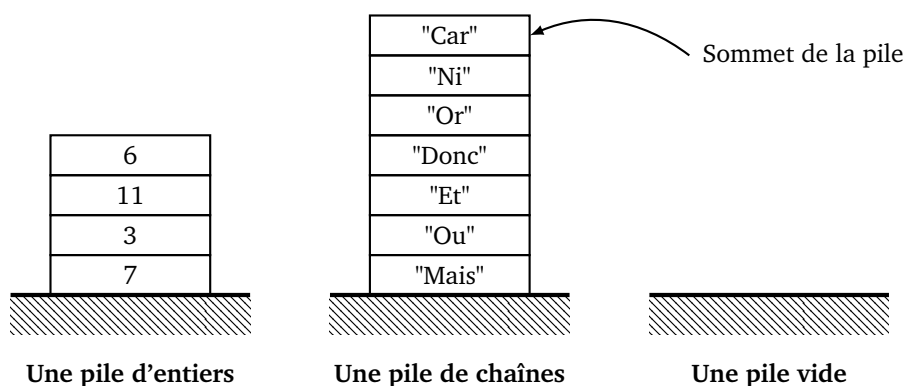 "Car"
Sommet de la pile
"Ni"
"Or"
6
"Donc"
11
"Et"
3
"Ou"
7
"Mais"
Une pile d'entiers
Une pile de chaînes
Une pile vide